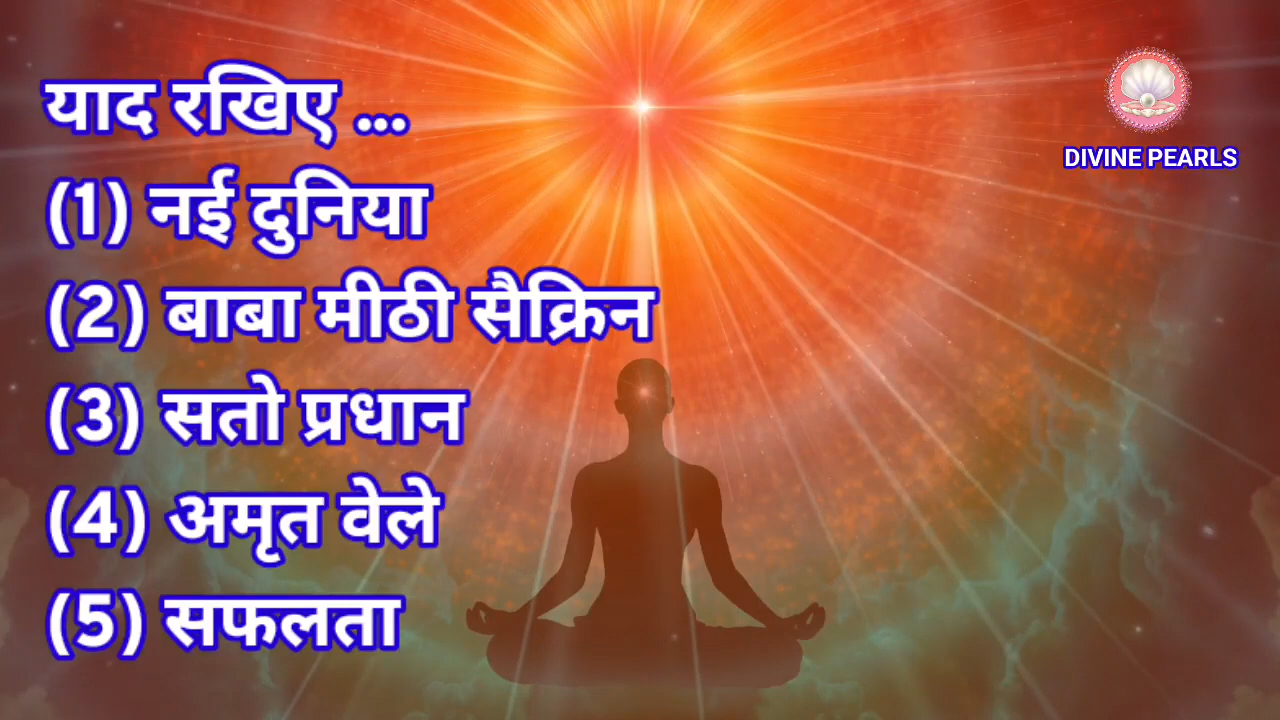 याद रखिए ...
(1) नई दुनिया
(2) बाबा मीठी सैक्रिन
(3) सतो प्रधान
(4) अमृत वेले
(5) सफलता
DIVINE PEARLS